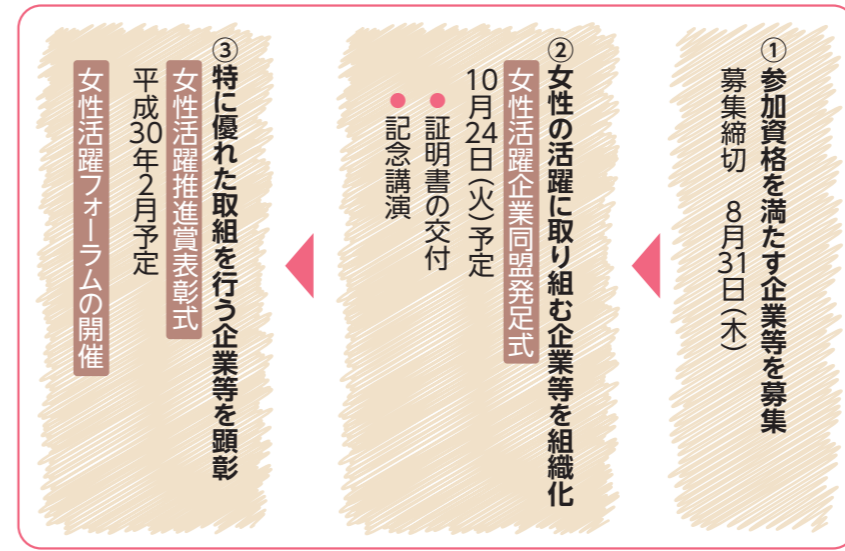 ①参加資格を満たす企業等を募集
募集締切　8月31日（木）
②女性の活躍に取り組む企業等を組織化
女性活躍企業同盟発足式
10月24日（火）予定
●証明書の交付
●記念講演
③特に優れた取組を行う企業等を顕彰
女性活躍推進賞表彰式
平成30年2月予定
女性活躍フォーラムの開催